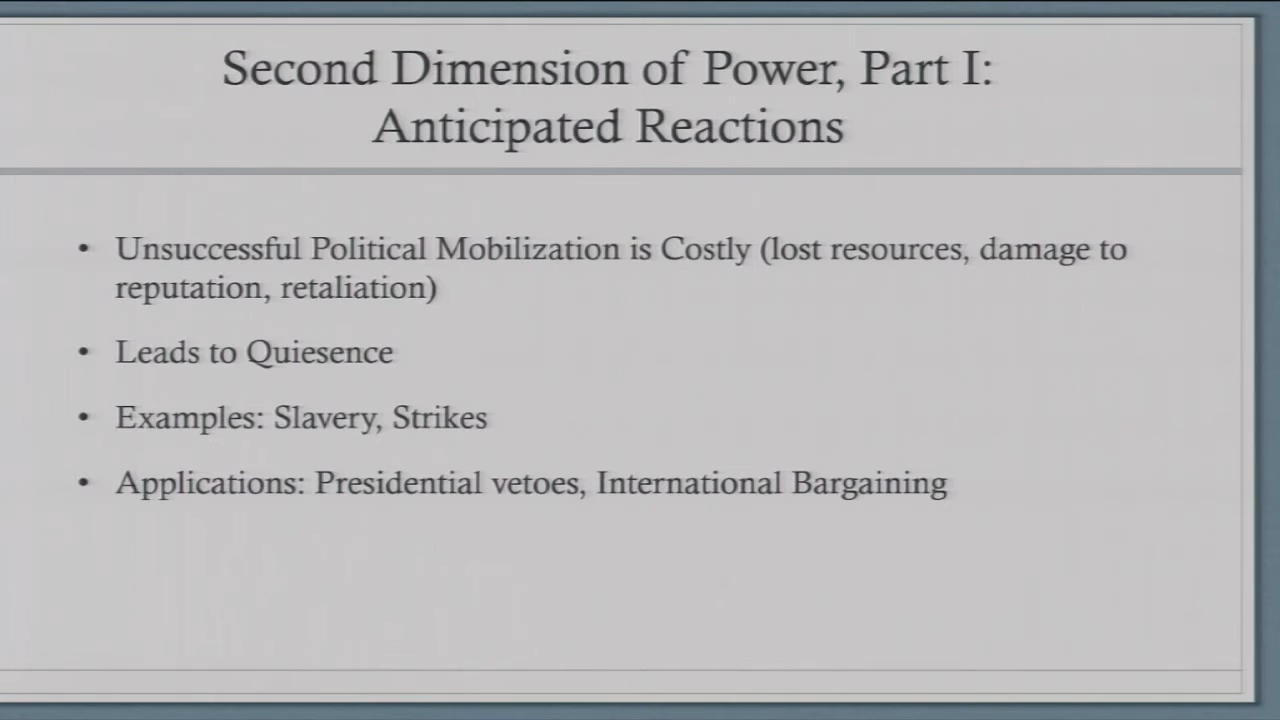 Second Dimension of Power, Part I:
Anticipated Reactions
• Unsuccessful Political Mobilization is Costly (lost resources, damage to
reputation, retaliation)
• Leads to Quiesence
• Examples: Slavery, Strikes
• Applications: Presidential vetoes, International Bargaining